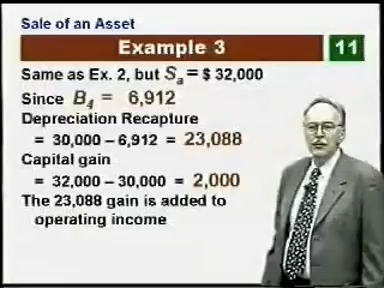 Sale of an Asset
Example 3
11
Same as Ex. 2, but Sa = $ 32,000
Since B4 = 6,912
Depreciation Recapture
= 30,000 – 6,912 = 23,088
Capital gain
= 32,000 – 30,000 = 2,000
The 23,088 gain is added to
operating income